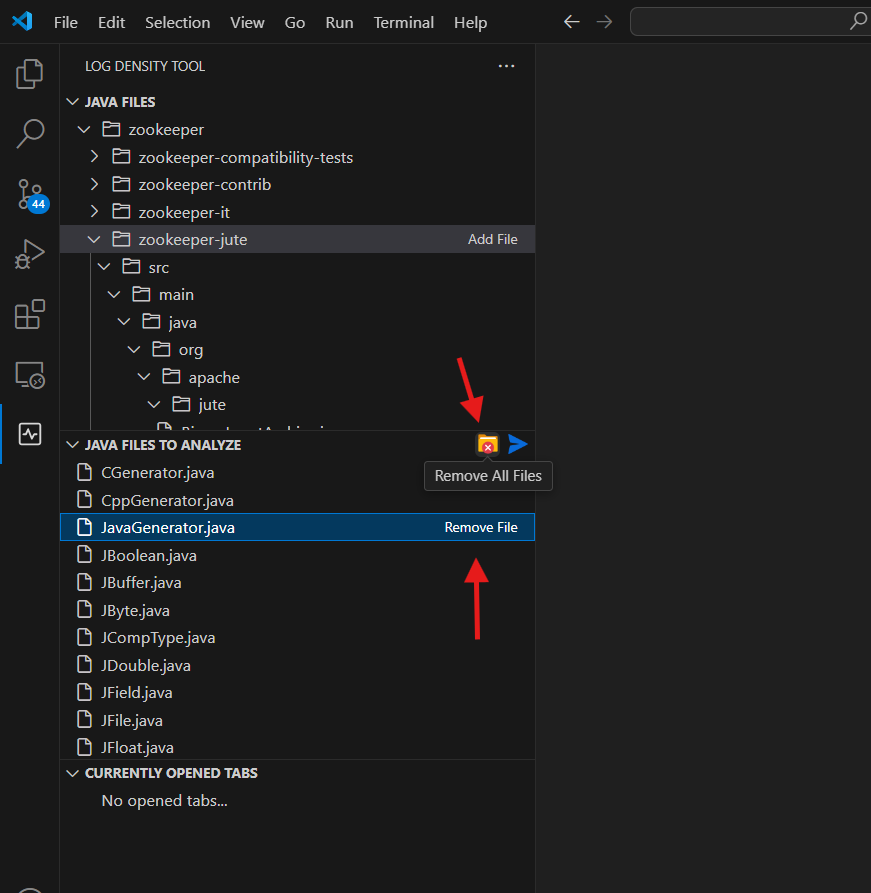 File Edit Selection View Go Run Terminal Help
LOG DENSITY TOOL
JAVA FILES
zookeeper
zookeeper-compatibility-tests
zookeeper-contrib
zookeeper-it
44
zookeeper-jute Add File
src
main
java
org
apache
jute
JAVA FILES TO ANALYZE
Remove All Files
CGenerator.java
CppGenerator.java
JavaGenerator.java Remove File
JBoolean.java
JBuffer.java
JByte.java
JCompType.java
JDouble.java
JField.java
JFile.java
JFloat.java
CURRENTLY OPENED TABS
No opened tabs...